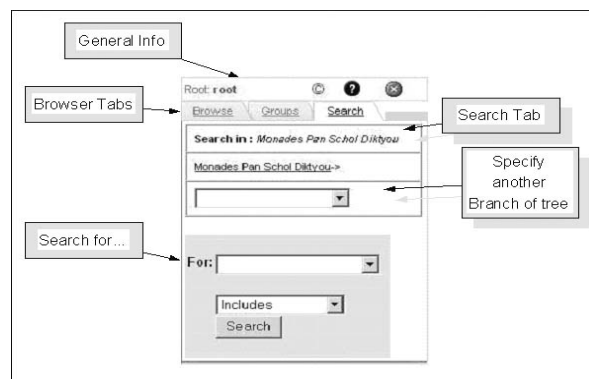 General Info
Root: root © ?
Browser Tabs
Browse Groups Search
Search Tab
Search in : Monades Pan Schol Diktyou
Monades Pan Schol Diktyou->
Specify
another
Branch of tree
Search for...
For:
Includes
Search